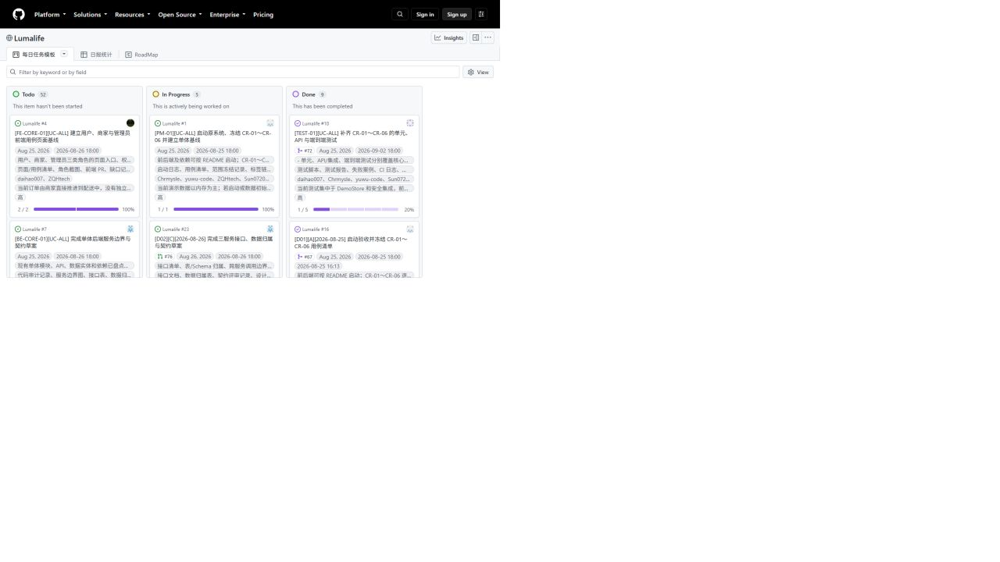 Platform Solutions Resources Open Source Enterprise Pricing Sign in Sign up
Lumalife Insights
每日任务模板 日报统计 RoadMap
Filter by keyword or by field View
Todo 52
This item hasn't been started
Lumalife #4
[FE-CORE-01][UC-ALL] 建立用户、商家与管理员
前端用例页面基线
Aug 25, 2026 2026-08-26 18:00
用户、商家、管理员三类角色的页面入口、权...
页面/用例清单、角色截图、前端 PR、缺口记...
daihao007、ZQHtech
当前订单由商家直接推进到配送中，没有独立...
高
2 / 2 100%
Lumalife #7
[BE-CORE-01][UC-ALL] 完成单体后端服务边界与
契约草案
Aug 25, 2026 2026-08-26 18:00
现有单体模块、API、数据实体和依赖已盘点...
代码审计记录、服务边界图、接口表、数据归...
In Progress 5
This is actively being worked on
Lumalife #1
[PM-01][UC-ALL] 启动原系统、冻结 CR-01～CR-
06 并建立单体基线
Aug 25, 2026 2026-08-25 18:00
前后端及依赖可按 README 启动；CR-01～C...
启动日志、用例清单、范围冻结记录、标签链...
Chrmysle、yuwu-code、ZQHtech、Sun0720...
当前演示数据以内存为主；若启动或数据初始...
高
1 / 1 100%
Lumalife #23
[D02][C][2026-08-26] 完成三服务接口、数据归属
与契约草案
#76 Aug 26, 2026 2026-08-26 18:00
接口清单、表/Schema 归属、跨服务调用边界...
接口文档、数据归属表、契约评审记录、设计...
Done 9
This has been completed
Lumalife #10
[TEST-01][UC-ALL] 补齐 CR-01～CR-06 的单元、
API 与端到端测试
#72 Aug 25, 2026 2026-09-02 18:00
- 单元、API/集成、端到端测试分别覆盖核心...
测试脚本、测试报告、失败案例、CI 日志、...
daihao007、Chrmysle、yuwu-code、Sun072...
当前测试集中于 DemoStore 和安全集成，前...
高
1 / 5 20%
Lumalife #16
[D01][A][2026-08-25] 启动验收并冻结 CR-01～
CR-06 用例清单
#67 Aug 25, 2026 2026-08-25 18:00
2026-08-25 16:13
前后端可按 README 启动；CR-01～CR-06 逐...